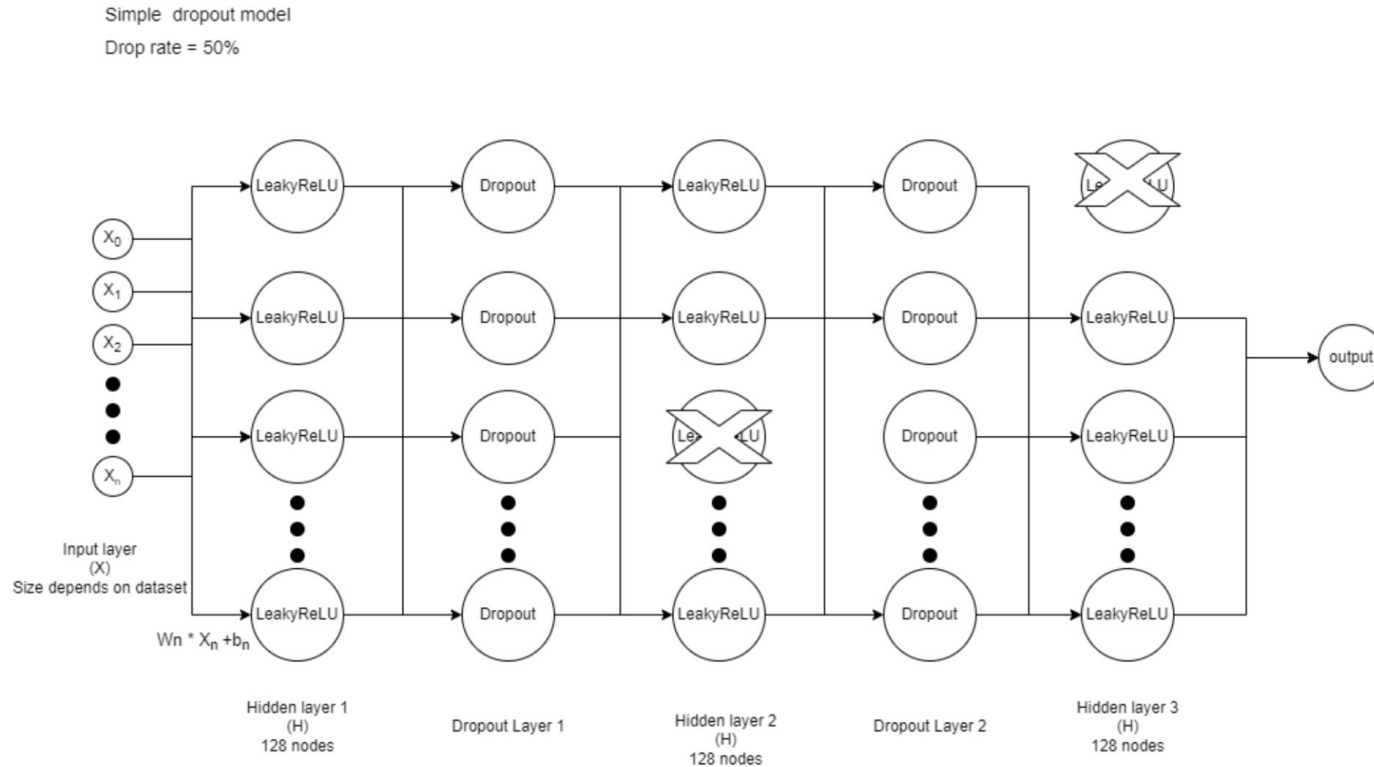 Simple dropout model
Drop rate = 50%
LeakyReLU Dropout LeakyReLU Dropout
X0
X1
LeakyReLU Dropout LeakyReLU Dropout LeakyReLU
X2
output
LeakyReLU Dropout Dropout LeakyReLU
Xn
Input layer
(X)
Size depends on dataset
LeakyReLU Dropout LeakyReLU Dropout LeakyReLU
Wn * Xn +bn
Hidden layer 1
(H)
128 nodes
Dropout Layer 1
Hidden layer 2
(H)
128 nodes
Dropout Layer 2
Hidden layer 3
(H)
128 nodes